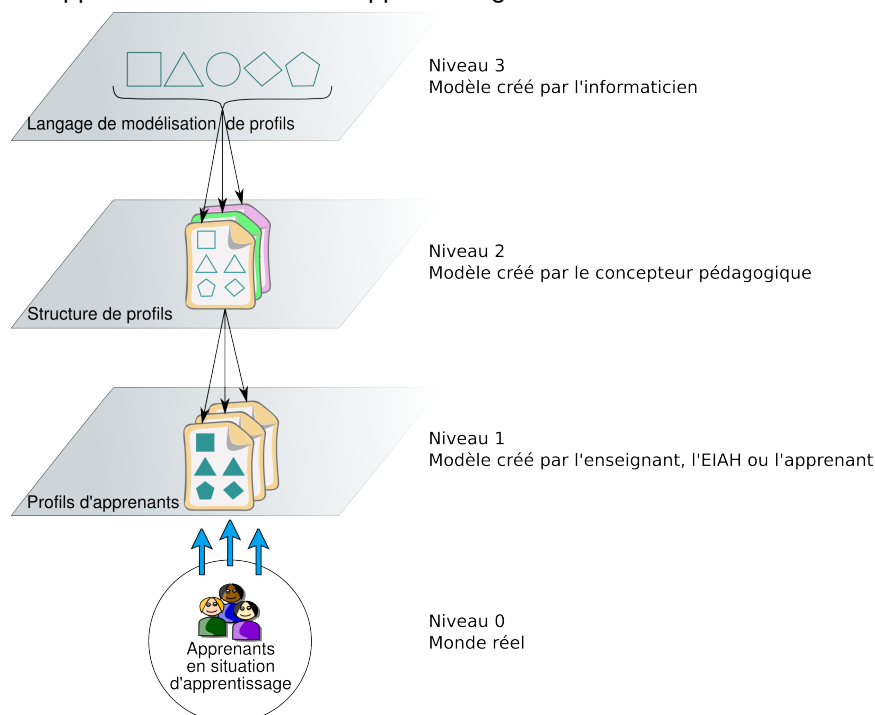 Niveau 3
Modèle créé par l'informaticien
Langage de modélisation de profils
Niveau 2
Modèle créé par le concepteur pédagogique
Structure de profils
Niveau 1
Modèle créé par l'enseignant, l'EIAH ou l'apprenant
Profils d'apprenants
Niveau 0
Monde réel
Apprenants
en situation
d'apprentissage